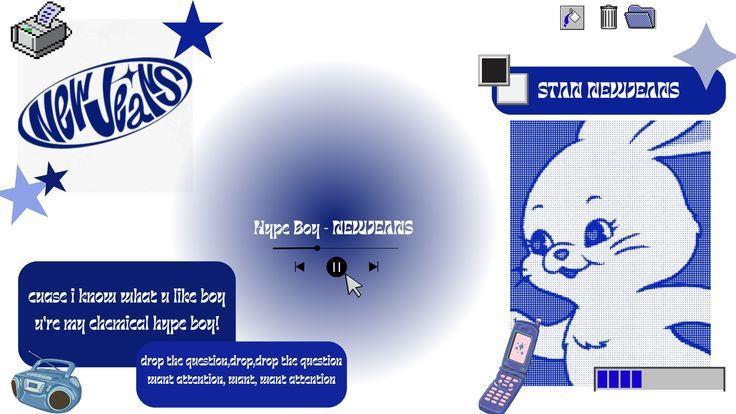 NewJeans
STAN NEWJEANS
Hype Boy - NEWJEANS
cuase i know what u like boy
u're my chemical hype boy!
drop the question,drop,drop the question
want attention, want, want attention